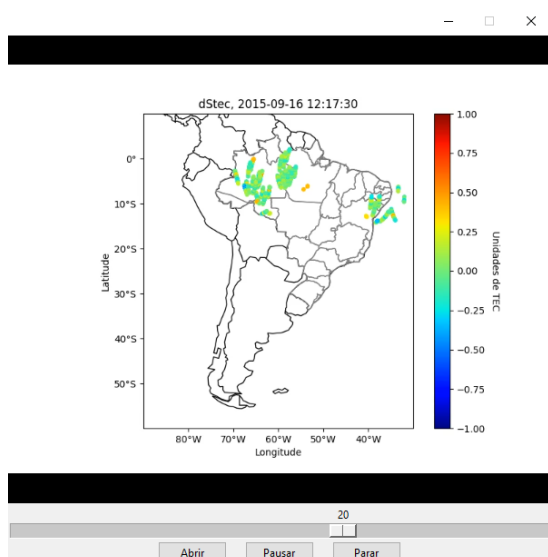 dStec, 2015-09-16 12:17:30
0°
10°S
20°S
30°S
40°S
50°S
Latitude
80°W 70°W 60°W 50°W 40°W
Longitude
1.00
0.75
0.50
0.25
0.00
−0.25
−0.50
−0.75
−1.00
Unidades de TEC
20
Abrir Pausar Parar